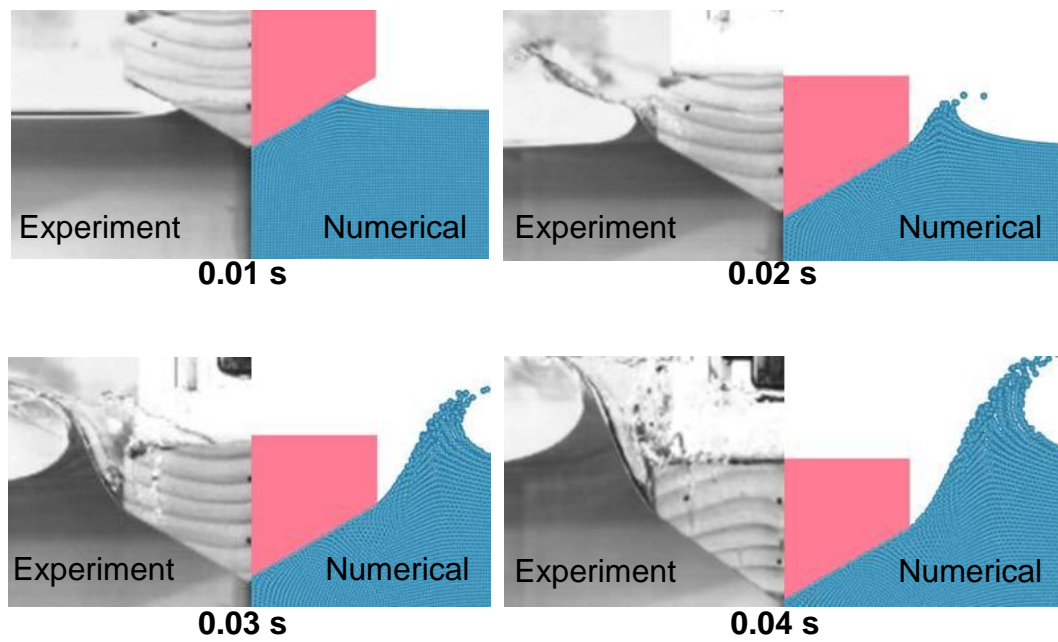 Experiment Numerical
0.01 s
Experiment Numerical
0.02 s
Experiment Numerical
0.03 s
Experiment Numerical
0.04 s